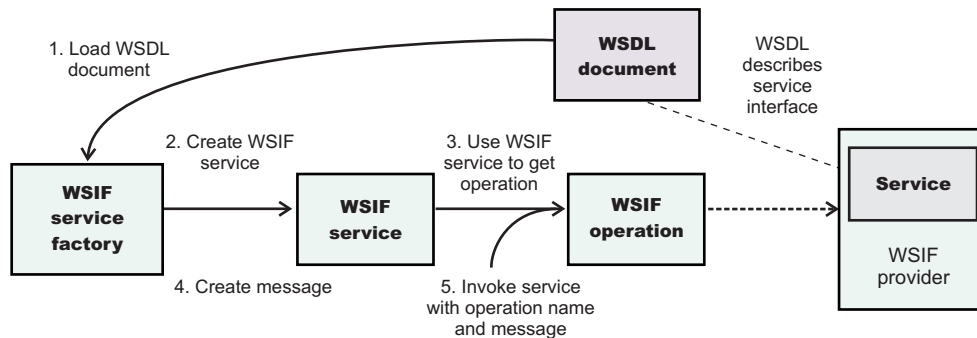 1. Load WSDL
document
WSDL
document
WSDL
describes
service
interface
2. Create WSIF
service
3. Use WSIF
service to get
operation
WSIF
service
factory
WSIF
service
WSIF
operation
Service
WSIF
provider
4. Create message
5. Invoke service
with operation name
and message